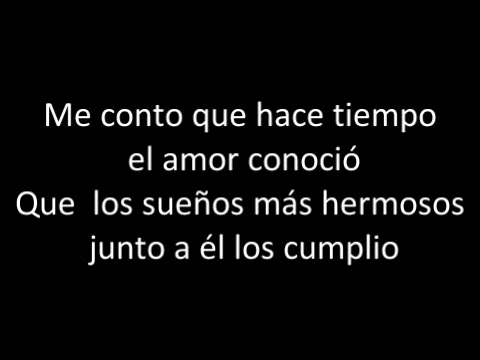 Me conto que hace tiempo
el amor conoció
Que  los sueños más hermosos
junto a él los cumplio